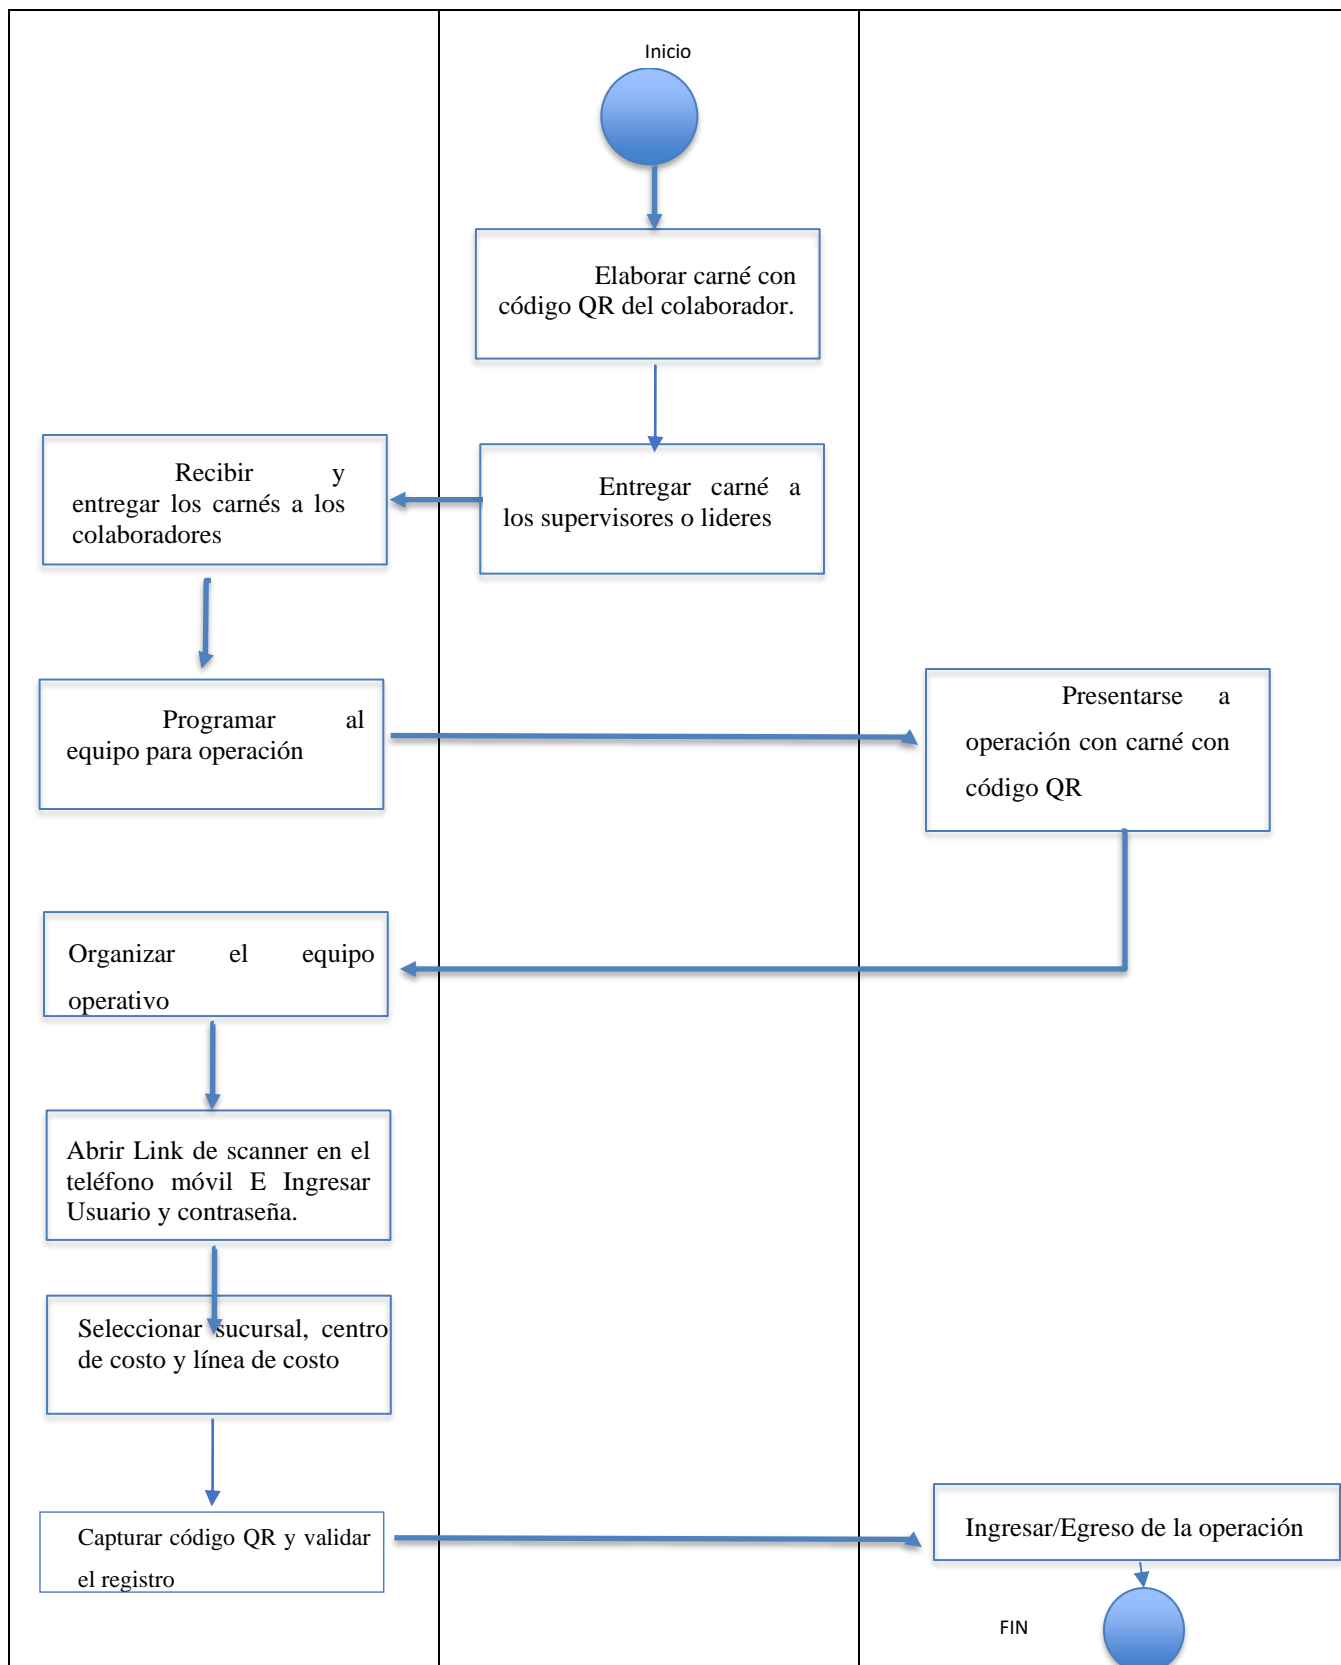 Inicio
Elaborar carné con
código QR del colaborador.
Entregar carné a
los supervisores o lideres
Recibir y
entregar los carnés a los
colaboradores
Programar al
equipo para operación
Presentarse a
operación con carné con
código QR
Organizar el equipo
operativo
Abrir Link de scanner en el
teléfono móvil E Ingresar
Usuario y contraseña.
Seleccionar sucursal, centro
de costo y línea de costo
Capturar código QR y validar
el registro
Ingresar/Egreso de la operación
FIN